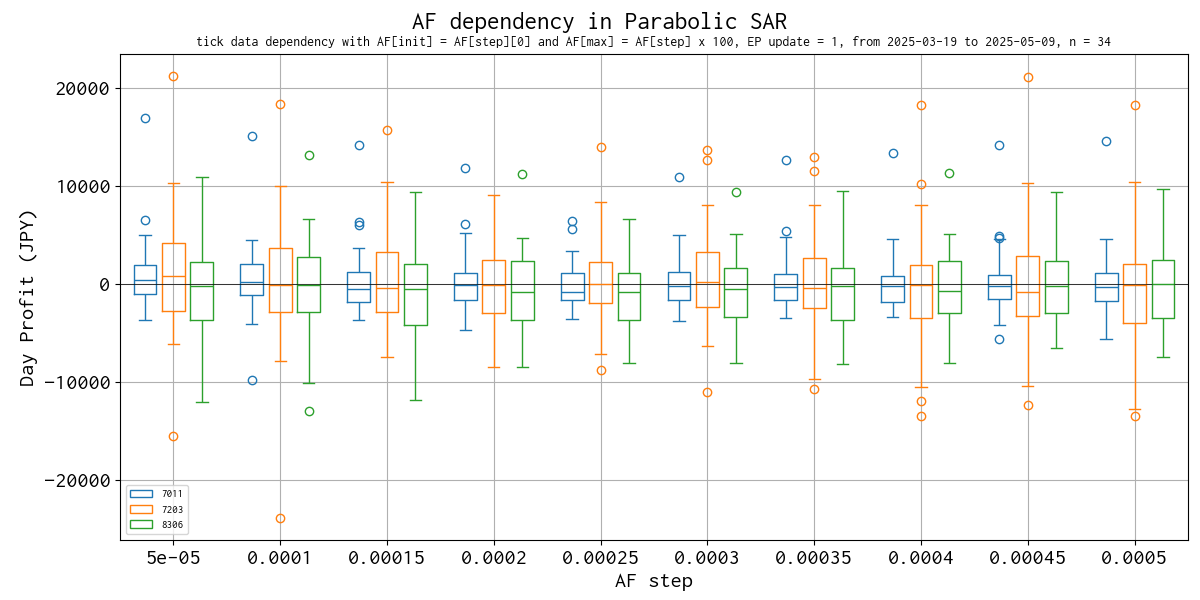 AF dependency in Parabolic SAR
tick data dependency with AF[init] = AF[step][0] and AF[max] = AF[step] x 100, EP update = 1, from 2025-03-19 to 2025-05-09, n = 34
Day Profit (JPY)
20000
10000
0
−10000
−20000
7011
7203
8306
5e-05 0.0001 0.00015 0.0002 0.00025 0.0003 0.00035 0.0004 0.00045 0.0005
AF step